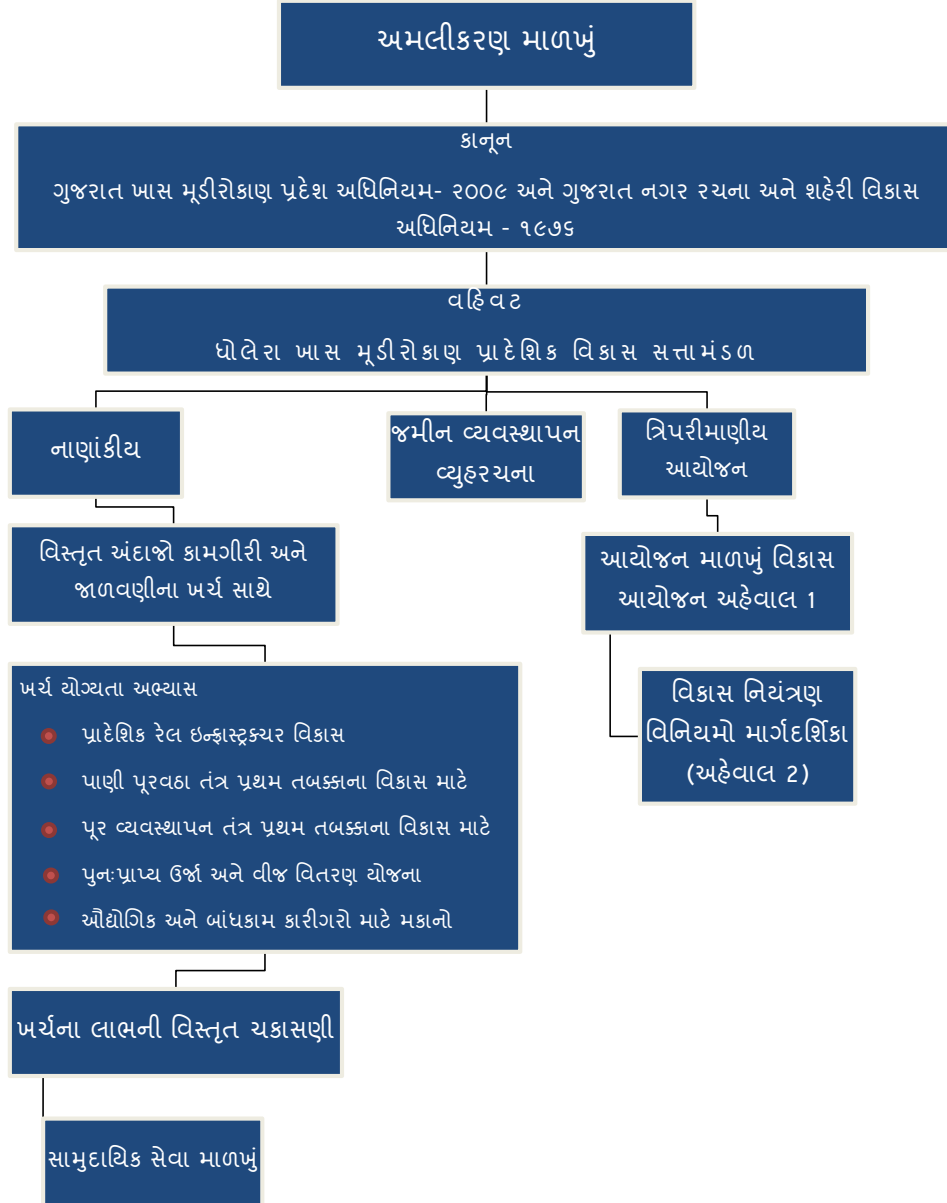 અમલીકરણ માળખું
કાનૂન
ગુજરાત ખાસ મૂડીરોકાણ પ્રદેશ અધિનિયમ- ૨૦૦૯ અને ગુજરાત નગર રચના અને શહેરી વિકાસ
અધિનિયમ - ૧૯૭૬
વહિવટ
ધોલેરા ખાસ મૂડીરોકાણ પ્રાદેશિક વિકાસ સત્તામંડળ
નાણાંકીય
જમીન વ્યવસ્થાપન
વ્યુહરચના
ત્રિપરીમાણીય
આયોજન
વિસ્તૃત અંદાજો કામગીરી અને
જાળવણીના ખર્ચ સાથે
આયોજન માળખું વિકાસ
આયોજન અહેવાલ 1
ખર્ચ યોગ્યતા અભ્યાસ
પ્રાદેશિક રેલ ઇન્ફ્રાસ્ટ્રક્ચર વિકાસ
પાણી પૂરવઠા તંત્ર પ્રથમ તબક્કાના વિકાસ માટે
પૂર વ્યવસ્થાપન તંત્ર પ્રથમ તબક્કાના વિકાસ માટે
પુનઃપ્રાપ્ય ઉર્જા અને વીજ વિતરણ યોજના
ઔદ્યોગિક અને બાંધકામ કારીગરો માટે મકાનો
વિકાસ નિયંત્રણ
વિનિયમો માર્ગદર્શિકા
(અહેવાલ 2)
ખર્ચના લાભની વિસ્તૃત ચકાસણી
સામુદાયિક સેવા માળખું